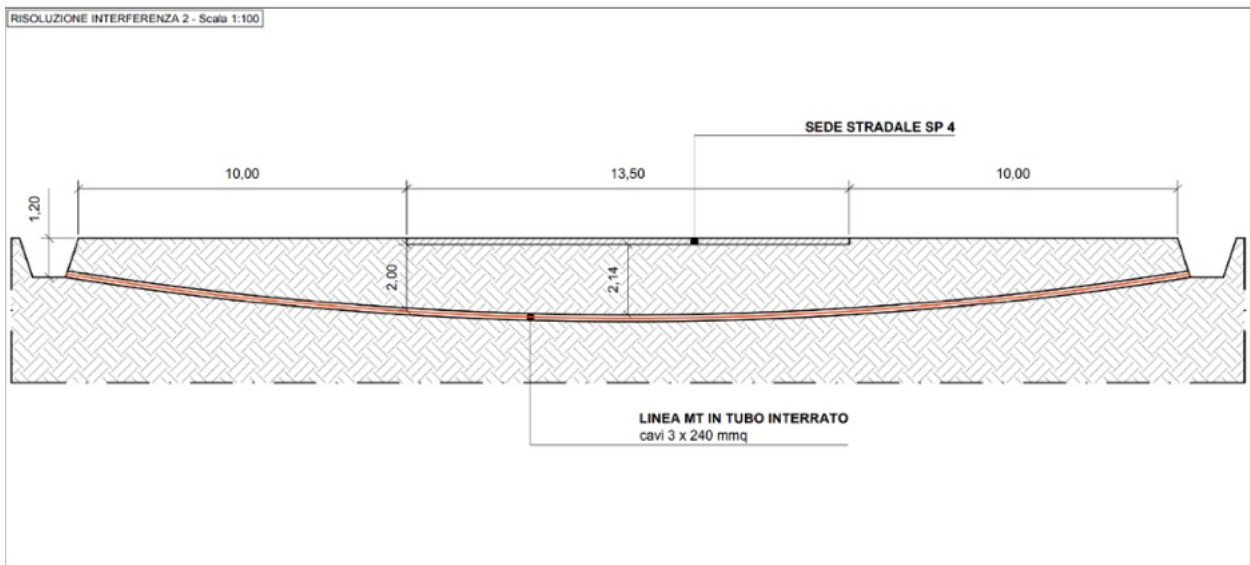 RISOLUZIONE INTERFERENZA 2 - Scala 1:100
SEDE STRADALE SP 4
10,00
13,50
10,00
1,20
2,00
2,14
LINEA MT IN TUBO INTERRATO
cavi 3 x 240 mmq